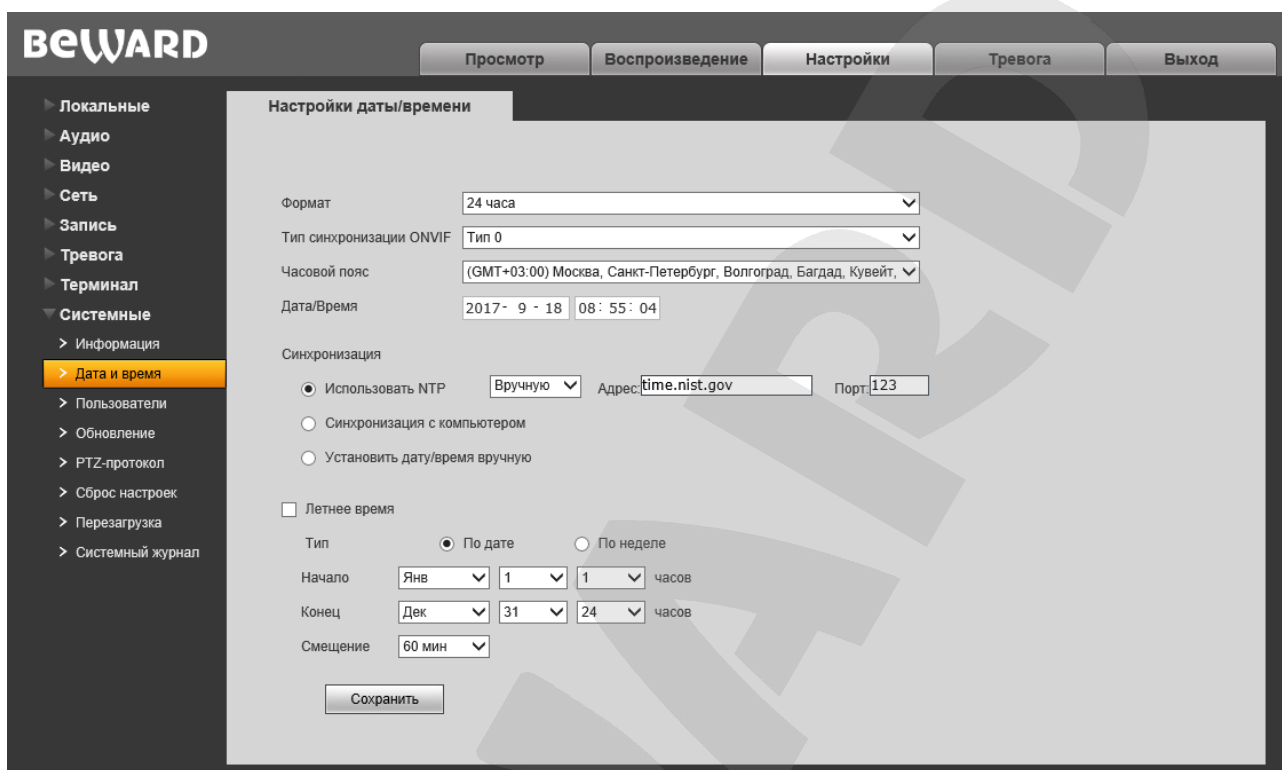 BEWARD
Просмотр Воспроизведение Настройки Тревога Выход
Локальные
Аудио
Видео
Сеть
Запись
Тревога
Терминал
Системные
Информация
Дата и время
Пользователи
Обновление
PTZ-протокол
Сброс настроек
Перезагрузка
Системный журнал
Настройки даты/времени
Формат 24 часа
Тип синхронизации ONVIF Тип 0
Часовой пояс (GMT+03:00) Москва, Санкт-Петербург, Волгоград, Багдад, Кувейт,
Дата/Время 2017- 9 - 18 08: 55: 04
Синхронизация
Использовать NTP Вручную Адрес:time.nist.gov Порт:123
Синхронизация с компьютером
Установить дату/время вручную
Летнее время
Тип По дате По неделе
Начало Янв 1 1 часов
Конец Дек 31 24 часов
Смещение 60 мин
Сохранить